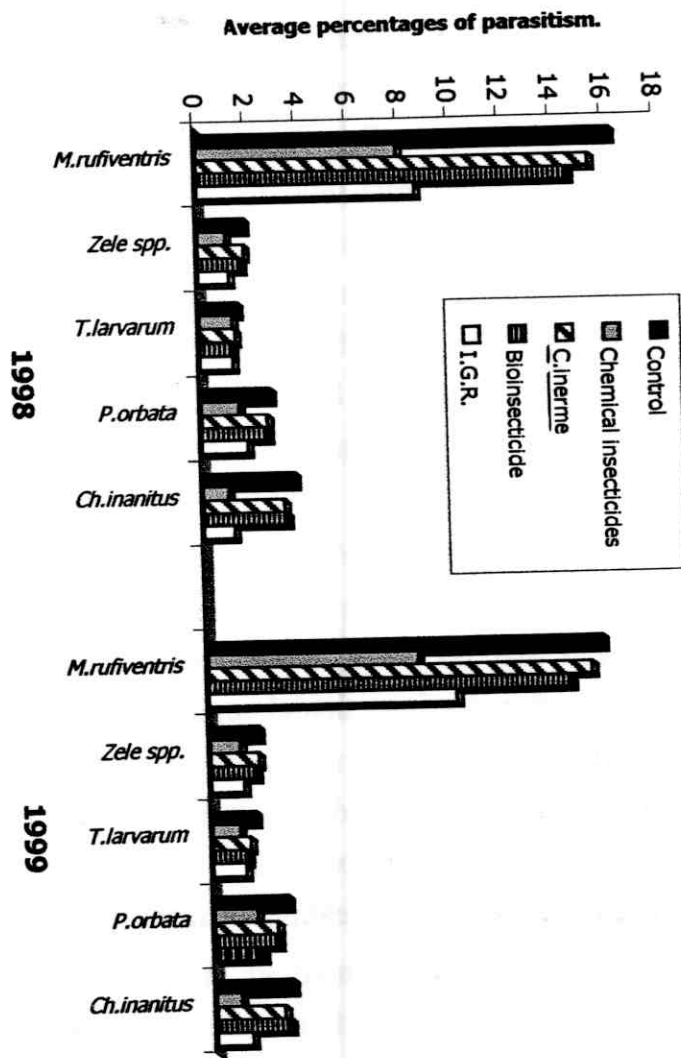 Average percentages of parasitism.
0
2
4
6
8
10
12
14
16
18
M.rufiventris
Zele spp.
T.larvarum
P.orbata
Ch.inanitus
M.rufiventris
Zele spp.
T.larvarum
P.orbata
Ch.inanitus
1998
1999
Control
Chemical insecticides
C.inerme
Bioinsecticide
I.G.R.